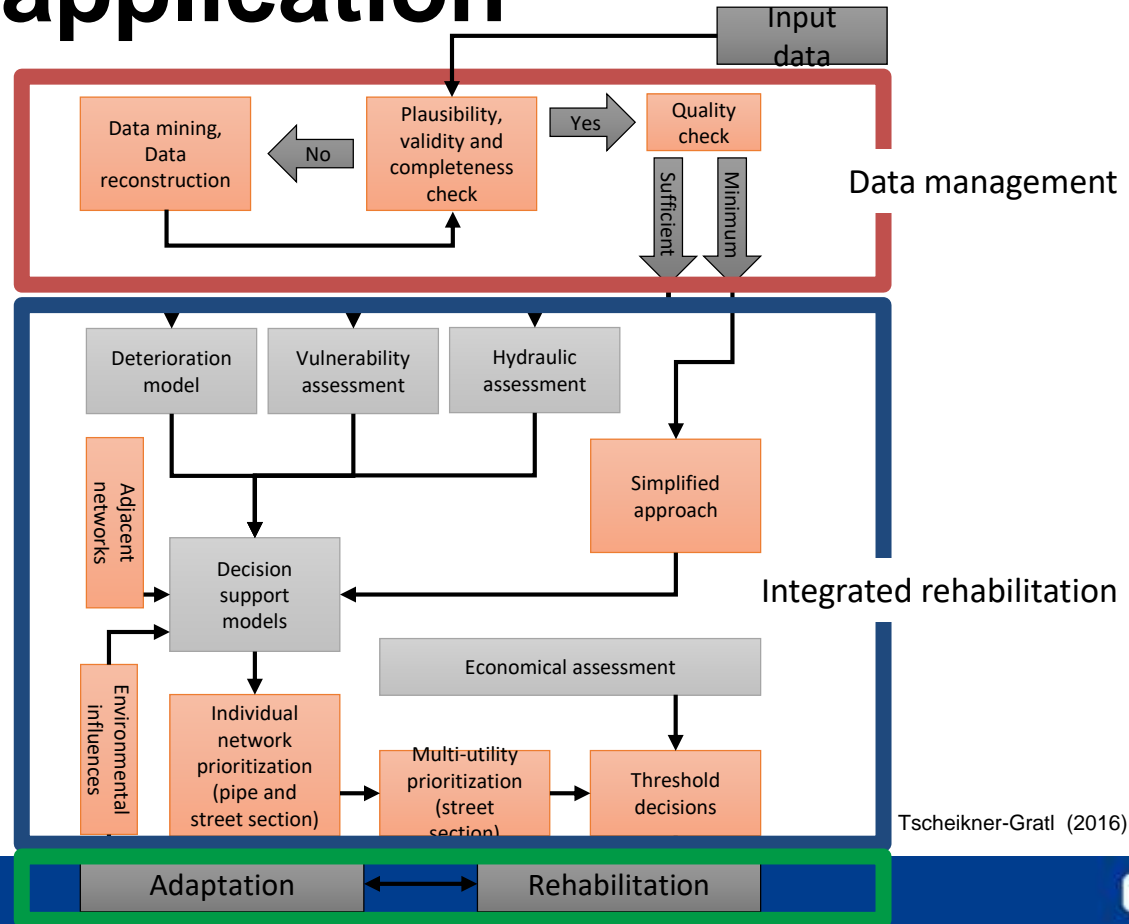 application
Input
data
Data mining,
Data
reconstruction
No
Plausibility,
validity and
completeness
check
Yes
Quality
check
Sufficient
Minimum
Data management
Deterioration
model
Vulnerability
assessment
Hydraulic
assessment
Adjacent
networks
Simplified
approach
Decision
support
models
Integrated rehabilitation
Environmental
influences
Economical assessment
Individual
network
prioritization
(pipe and
street section)
Multi-utility
prioritization
(street
section)
Threshold
decisions
Tscheikner-Gratl (2016)
Adaptation
Rehabilitation